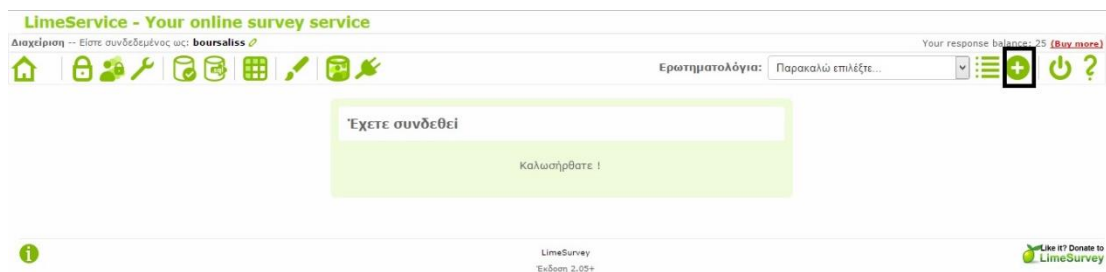 LimeService - Your online survey service
Διαχείριση -- Είστε συνδεδεμένος ως: boursaliss
Your response balance: 25 (Buy more)
Ερωτηματολόγια: Παρακαλώ επιλέξτε...
Έχετε συνδεθεί
Καλωσήρθατε !
LimeSurvey
Έκδοση 2.05+
Like it? Donate to
LimeSurvey